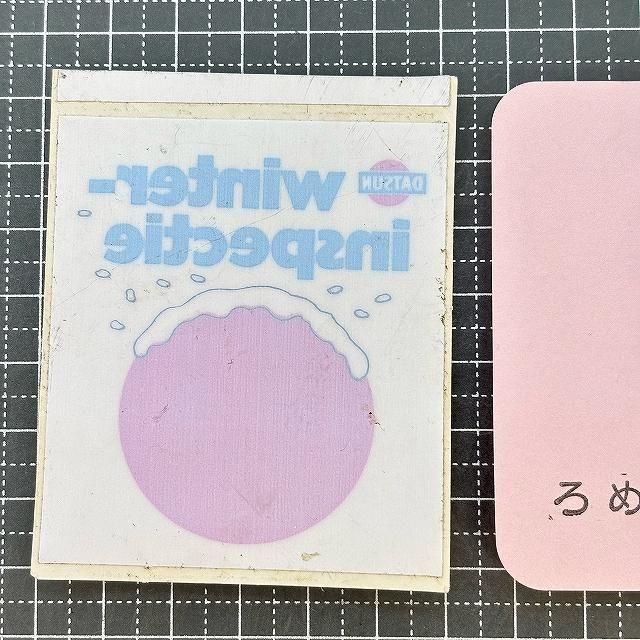 DATSUN
winter-
inspectie
ろめ